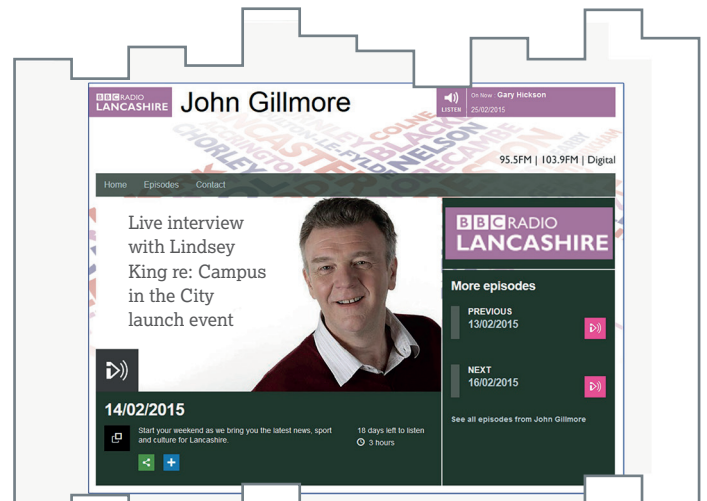 BBC RADIO
LANCASHIRE
John Gillmore
LISTEN
On Now : Gary Hickson
25/02/2015
CHORLEY
LANCASTER
COLNE
NELSON
95.5FM | 103.9FM | Digital
Home Episodes Contact
Live interview
with Lindsey
King re: Campus
in the City
launch event
BBC RADIO
LANCASHIRE
More episodes
PREVIOUS
13/02/2015
NEXT
16/02/2015
See all episodes from John Gillmore
14/02/2015
Start your weekend as we bring you the latest news, sport
and culture for Lancashire.
18 days left to listen
3 hours